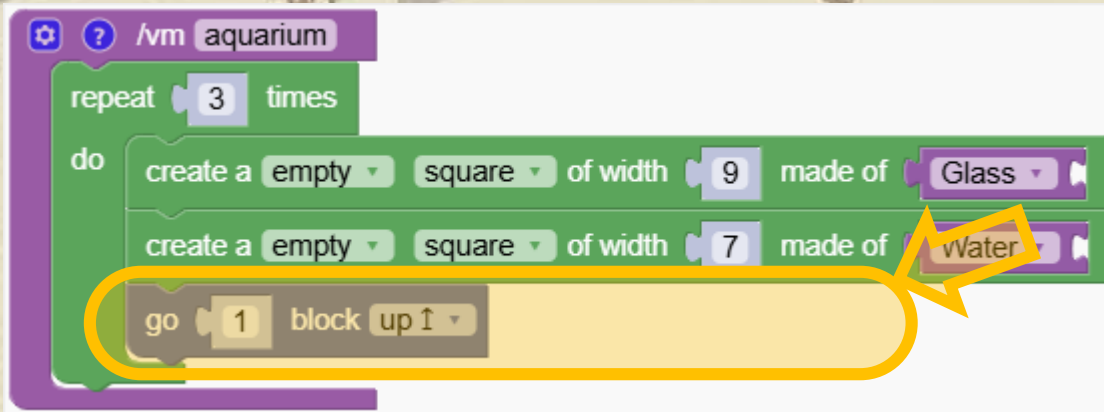 ? /vm aquarium
repeat 3 times
do create a empty square of width 9 made of Glass
create a empty square of width 7 made of Water
go 1 block up ↥